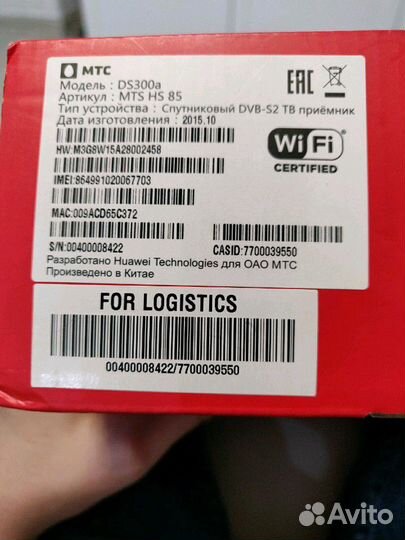 МТС
Модель : DS300a
Артикул : MTS HS 85
Тип устройства : Спутниковый DVB-S2 ТВ приёмник
Дата изготовления : 2015.10
EAC
HW:M3G8W15A28002458
Wi Fi
CERTIFIED
IMEI:864991020067703
MAC:009ACD65C372
S/N:00400008422
CASID:7700039550
Разработано Huawei Technologies для ОАО МТС
Произведено в Китае
FOR LOGISTICS
00400008422/7700039550
Avito